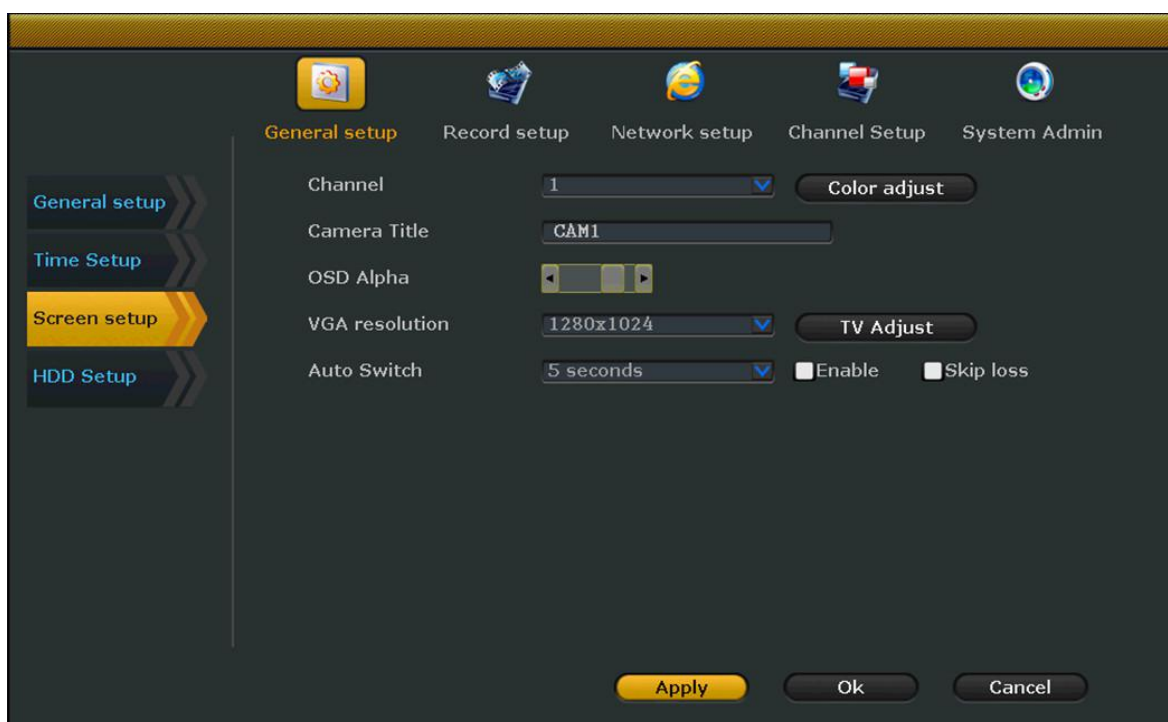 General setup Record setup Network setup Channel Setup System Admin
General setup
Time Setup
Screen setup
HDD Setup
Channel 1 Color adjust
Camera Title CAM1
OSD Alpha
VGA resolution 1280x1024 TV Adjust
Auto Switch 5 seconds Enable Skip loss
Apply Ok Cancel